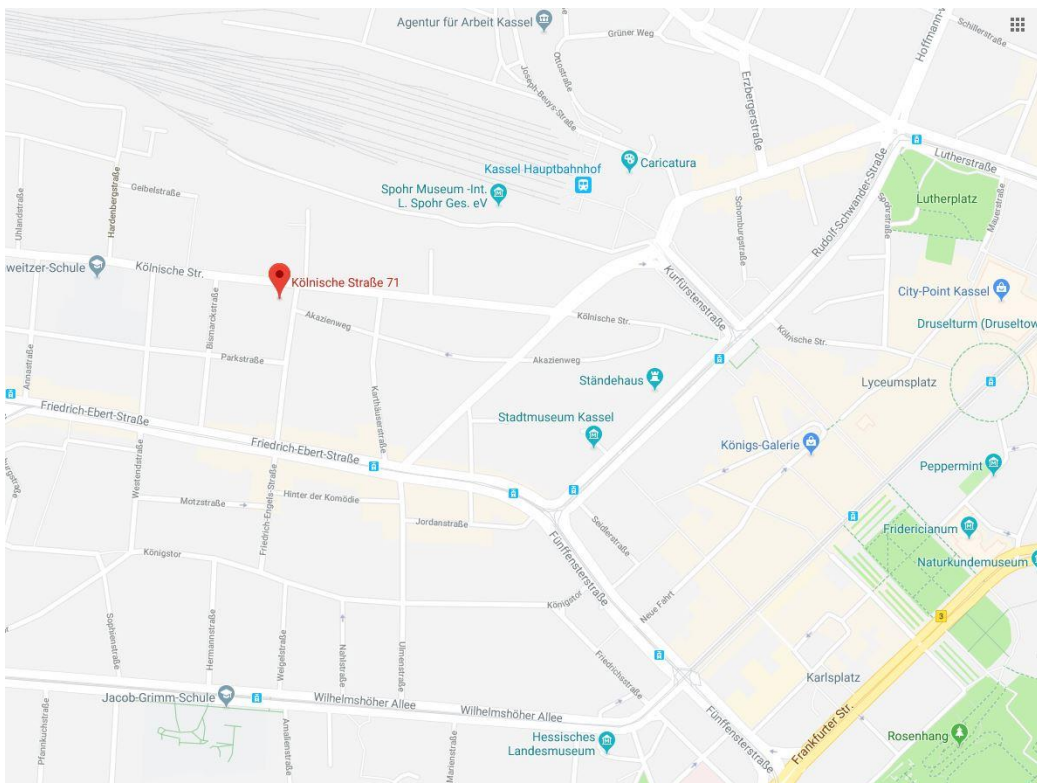 Agentur für Arbeit Kassel
Grüner Weg
Schillerstraße
Ottostraße
Joseph-Beuys-Straße
Erzbergerstraße
Lutherstraße
Caricatura
Kassel Hauptbahnhof
Spohr Museum -Int.
L. Spohr Ges. eV
Geibelstraße
Hardenbergstraße
Uhlandstraße
Schomburgstraße
Rudolf-Schwander-Straße
Spohrstraße
Lutherplatz
Mauerstraße
weitzer-Schule
Kölnische Str.
Kölnische Straße 71
Kurfürstenstraße
City-Point Kassel
Druselturm (Druseltow
Bismarckstraße
Akazienweg
Kölnische Str.
Kölnische Str.
Annastraße
Parkstraße
Akazienweg
Ständehaus
Lyceumsplatz
Karthäuserstraße
Friedrich-Ebert-Straße
Stadtmuseum Kassel
Friedrich-Ebert-Straße
Königs-Galerie
Westendstraße
Peppermint
Motzstraße
Hinter der Komödie
Jordanstraße
Friedrich-Engels-Straße
Seidlerstraße
Fridericianum
Königstor
Fünffensterstraße
Naturkundemuseum
Königstor
Neue Fahrt
3
Sophienstraße
Hermannstraße
Weigelstraße
Nahlstraße
Ulmenstraße
Friedrichsstraße
Karlsplatz
Jacob-Grimm-Schule
Wilhelmshöher Allee
Wilhelmshöher Allee
Fünffensterstraße
Frankfurter Str.
Pfannkuchstraße
Amalienstraße
Marienstraße
Hessisches
Landesmuseum
Rosenhang